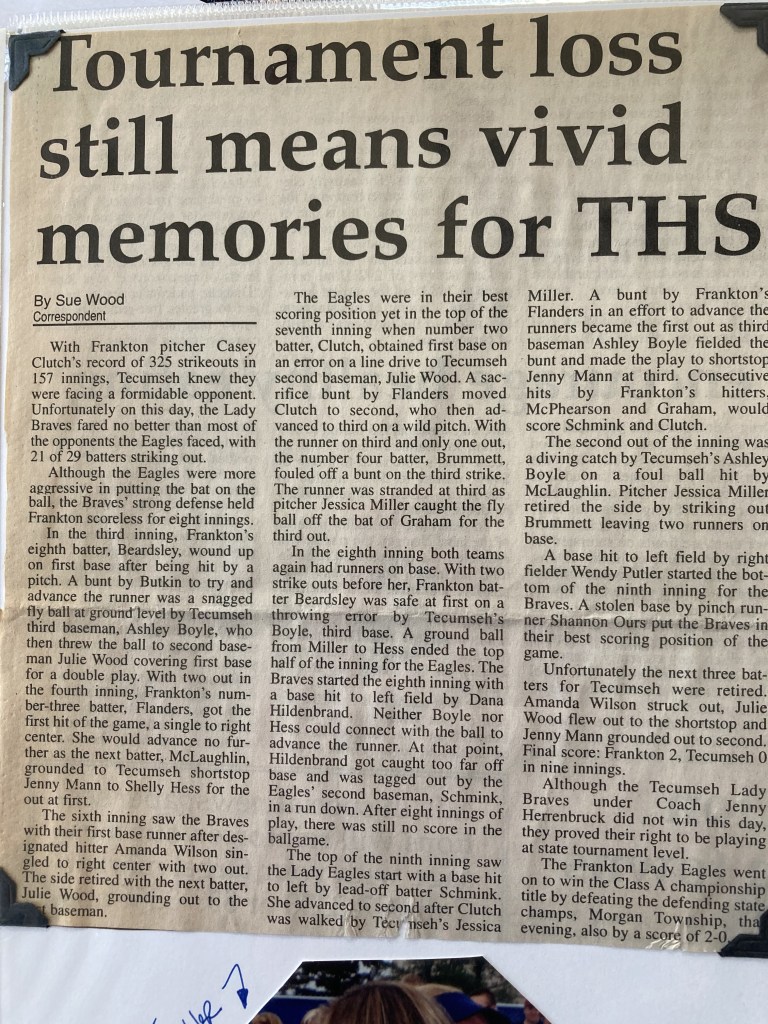 Tournament loss
still means vivid
memories for THS
By Sue Wood
Correspondent
With Frankton pitcher Casey
Clutch's record of 325 strikeouts in
157 innings, Tecumseh knew they
were facing a formidable opponent.
Unfortunately on this day, the Lady
Braves fared no better than most of
the opponents the Eagles faced, with
21 of 29 batters striking out.
Although the Eagles were more
aggressive in putting the bat on the
ball, the Braves' strong defense held
Frankton scoreless for eight innings.
In the third inning, Frankton's
eighth batter, Beardsley, wound up
on first base after being hit by a
pitch. A bunt by Butkin to try and
advance the runner was a snagged
fly ball at ground level by Tecumseh
third baseman, Ashley Boyle, who
then threw the ball to second base-
man Julie Wood covering first base
for a double play. With two out in
the fourth inning, Frankton's num-
ber-three batter, Flanders, got the
first hit of the game, a single to right
center. She would advance no fur-
ther as the next batter, McLaughlin,
grounded to Tecumseh shortstop
Jenny Mann to Shelly Hess for the
out at first.
The sixth inning saw the Braves
with their first base runner after des-
ignated hitter Amanda Wilson sin-
gled to right center with two out.
The side retired with the next batter,
Julie Wood, grounding out to the
baseman.
The Eagles were in their best
scoring position yet in the top of the
seventh inning when number two
batter, Clutch, obtained first base on
an error on a line drive to Tecumseh
second baseman, Julie Wood. A sac-
rifice bunt by Flanders moved
Clutch to second, who then ad-
vanced to third on a wild pitch. With
the runner on third and only one out,
the number four batter, Brummett,
fouled off a bunt on the third strike.
The runner was stranded at third as
pitcher Jessica Miller caught the fly
ball off the bat of Graham for the
third out.
In the eighth inning both teams
again had runners on base. With two
strike outs before her, Frankton bat-
ter Beardsley was safe at first on a
throwing error by Tecumseh's
Boyle, third base. A ground ball
from Miller to Hess ended the top
half of the inning for the Eagles. The
Braves started the eighth inning with
a base hit to left field by Dana
Hildenbrand. Neither Boyle nor
Hess could connect with the ball to
advance the runner. At that point,
Hildenbrand got caught too far off
base and was tagged out by the
Eagles' second baseman, Schmink,
in a run down. After eight innings of
play, there was still no score in the
ballgame.
The top of the ninth inning saw
the Lady Eagles start with a base hit
to left by lead-off batter Schmink.
She advanced to second after Clutch
was walked by Tecumseh's Jessica
Miller. A bunt by Frankton's
Flanders in an effort to advance the
runners became the first out as third
baseman Ashley Boyle fielded the
bunt and made the play to shortstop
Jenny Mann at third. Consecutive
hits by Frankton's hitters,
McPhearson and Graham, would
score Schmink and Clutch.
The second out of the inning was
a diving catch by Tecumseh's Ashley
Boyle on a foul ball hit by
McLaughlin. Pitcher Jessica Miller
retired the side by striking out
Brummett leaving two runners on
base.
A base hit to left field by right
fielder Wendy Putler started the bot-
tom of the ninth inning for the
Braves. A stolen base by pinch run-
ner Shannon Ours put the Braves in
their best scoring position of the
game.
Unfortunately the next three bat-
ters for Tecumseh were retired.
Amanda Wilson struck out, Julie
Wood flew out to the shortstop and
Jenny Mann grounded out to second.
Final score: Frankton 2, Tecumseh 0
in nine innings.
Although the Tecumseh Lady
Braves under Coach Jenny
Herrenbruck did not win this day,
they proved their right to be playing
at state tournament level.
The Frankton Lady Eagles went
on to win the Class A championship
title by defeating the defending state
champs, Morgan Township, that
evening, also by a score of 2-0.